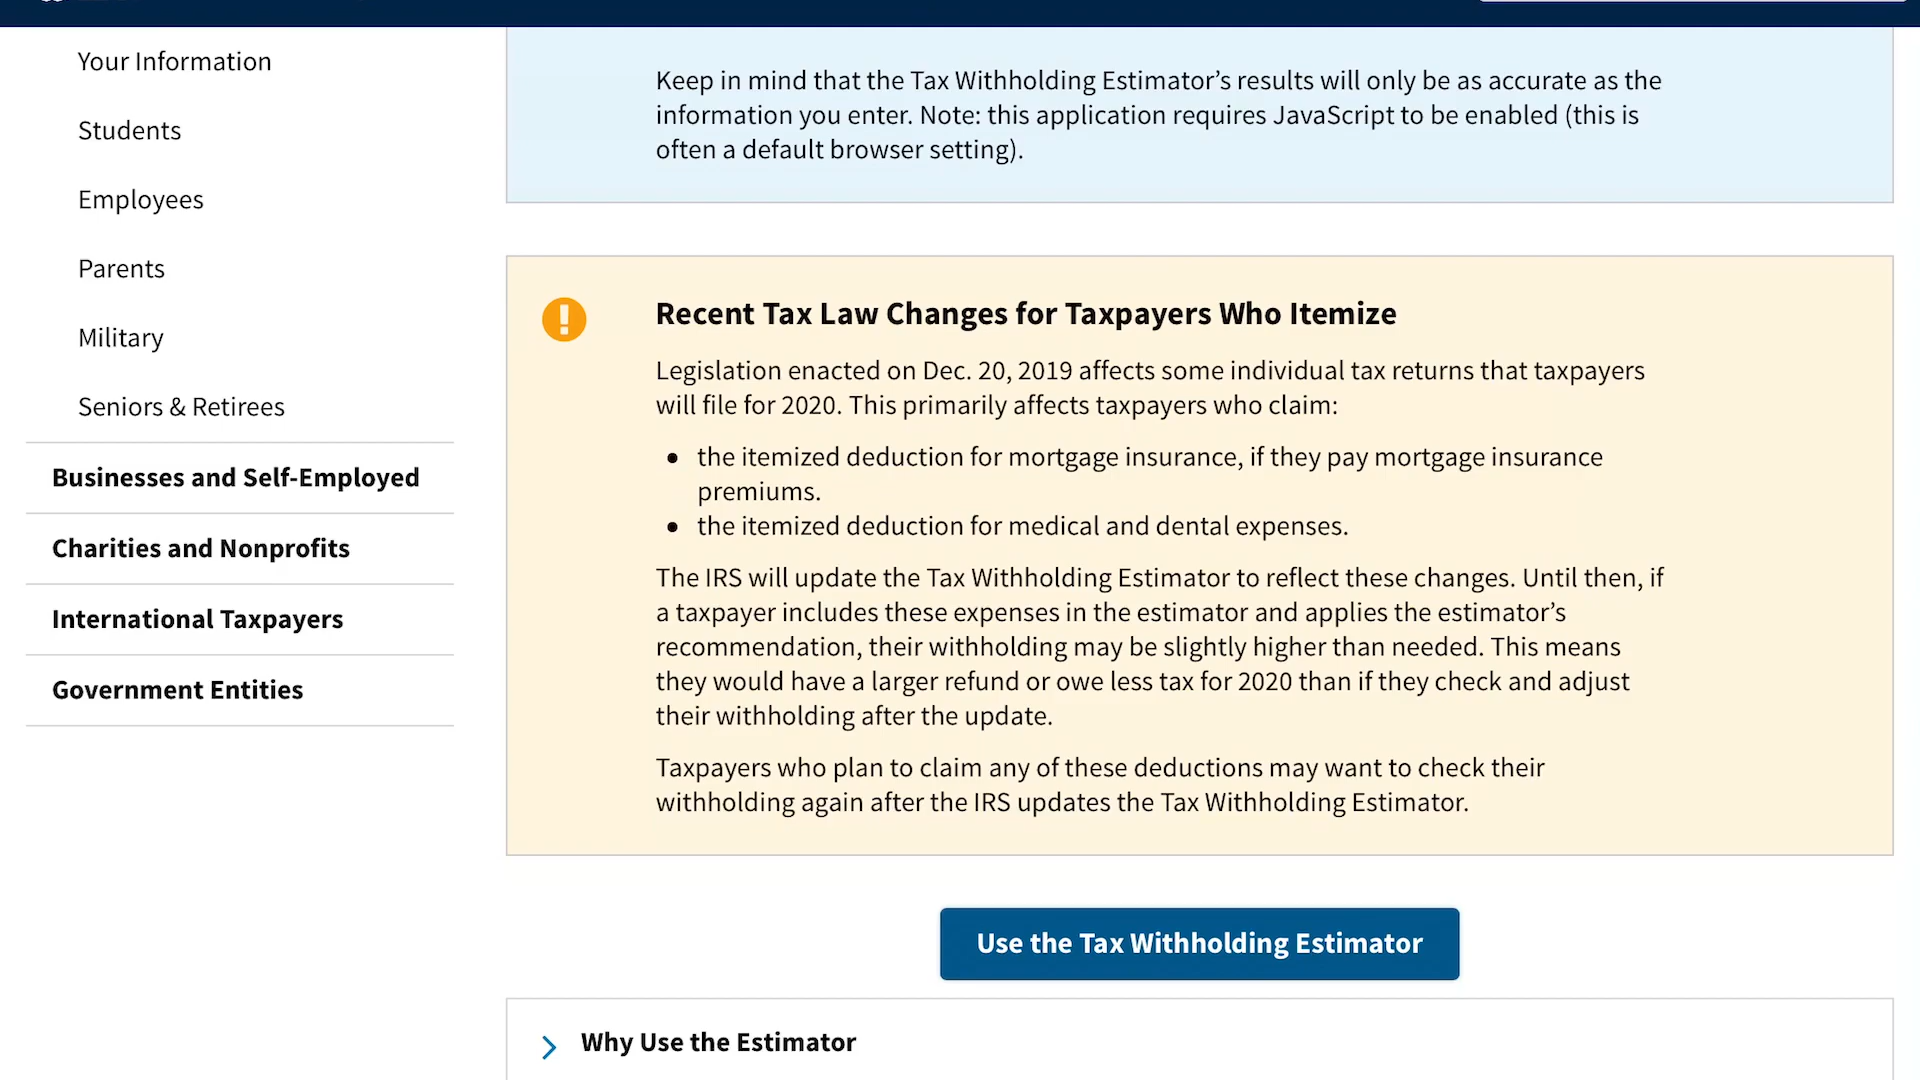 Your Information
Students
Employees
Parents
Military
Seniors & Retirees
Businesses and Self-Employed
Charities and Nonprofits
International Taxpayers
Government Entities
Keep in mind that the Tax Withholding Estimator’s results will only be as accurate as the
information you enter. Note: this application requires JavaScript to be enabled (this is
often a default browser setting).
Recent Tax Law Changes for Taxpayers Who Itemize
Legislation enacted on Dec. 20, 2019 affects some individual tax returns that taxpayers
will file for 2020. This primarily affects taxpayers who claim:
• the itemized deduction for mortgage insurance, if they pay mortgage insurance
premiums.
• the itemized deduction for medical and dental expenses.
The IRS will update the Tax Withholding Estimator to reflect these changes. Until then, if
a taxpayer includes these expenses in the estimator and applies the estimator’s
recommendation, their withholding may be slightly higher than needed. This means
they would have a larger refund or owe less tax for 2020 than if they check and adjust
their withholding after the update.
Taxpayers who plan to claim any of these deductions may want to check their
withholding again after the IRS updates the Tax Withholding Estimator.
Use the Tax Withholding Estimator
Why Use the Estimator